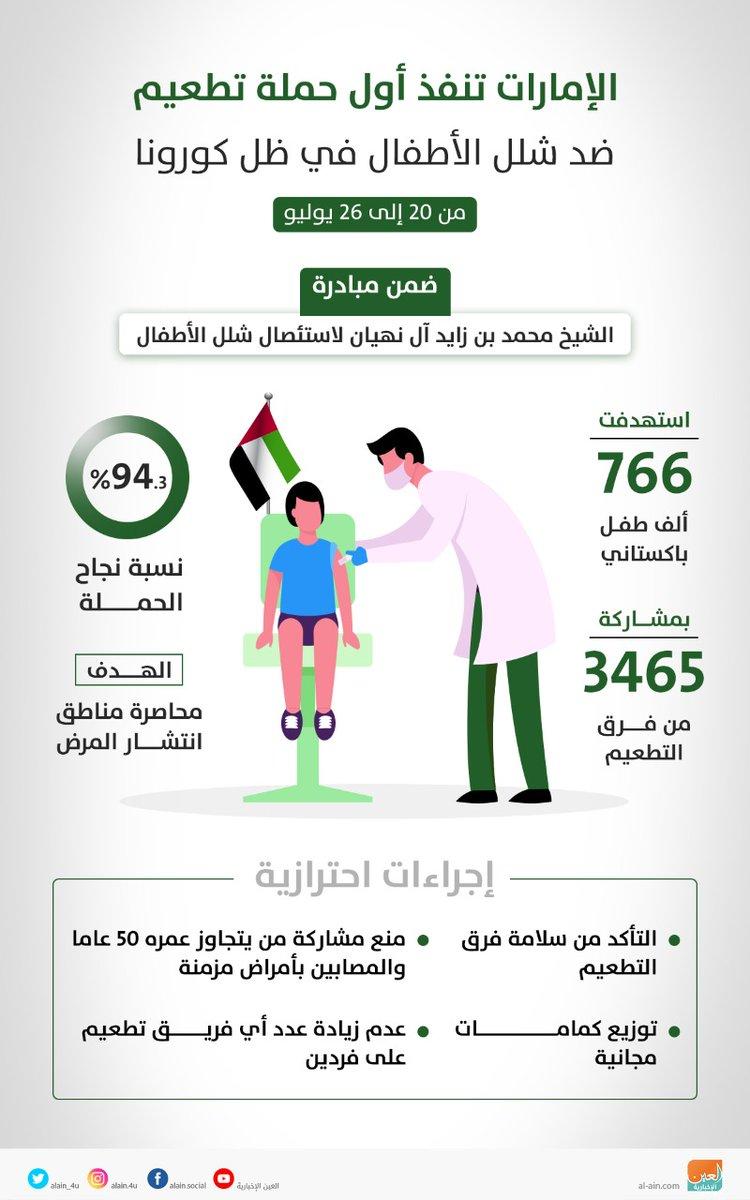 الإمارات تنفذ أول حملة تطعيم
ضد شلل الأطفال في ظل كورونا
من 20 إلى 26 يوليو
ضمن مبادرة
الشيخ محمد بن زايد آل نهيان لاستئصال شلل الأطفال
استهدفت
766
ألف طفل
باكستاني
بمشاركة
3465
من فرق
التطعيم
%94.3
نسبة نجاح
الحملة
الهدف
محاصرة مناطق
انتشار المرض
إجراءات احترازية
التأكد من سلامة فرق
التطعيم
منع مشاركة من يتجاوز عمره 50 عاما
والمصابين بأمراض مزمنة
توزيع كمامات
مجانية
عدم زيادة عدد أي فريق تطعيم
على فردين
العين
الإخبارية
al-ain.com
العين الإخبارية
alain.social
alain.4u
alain_4u